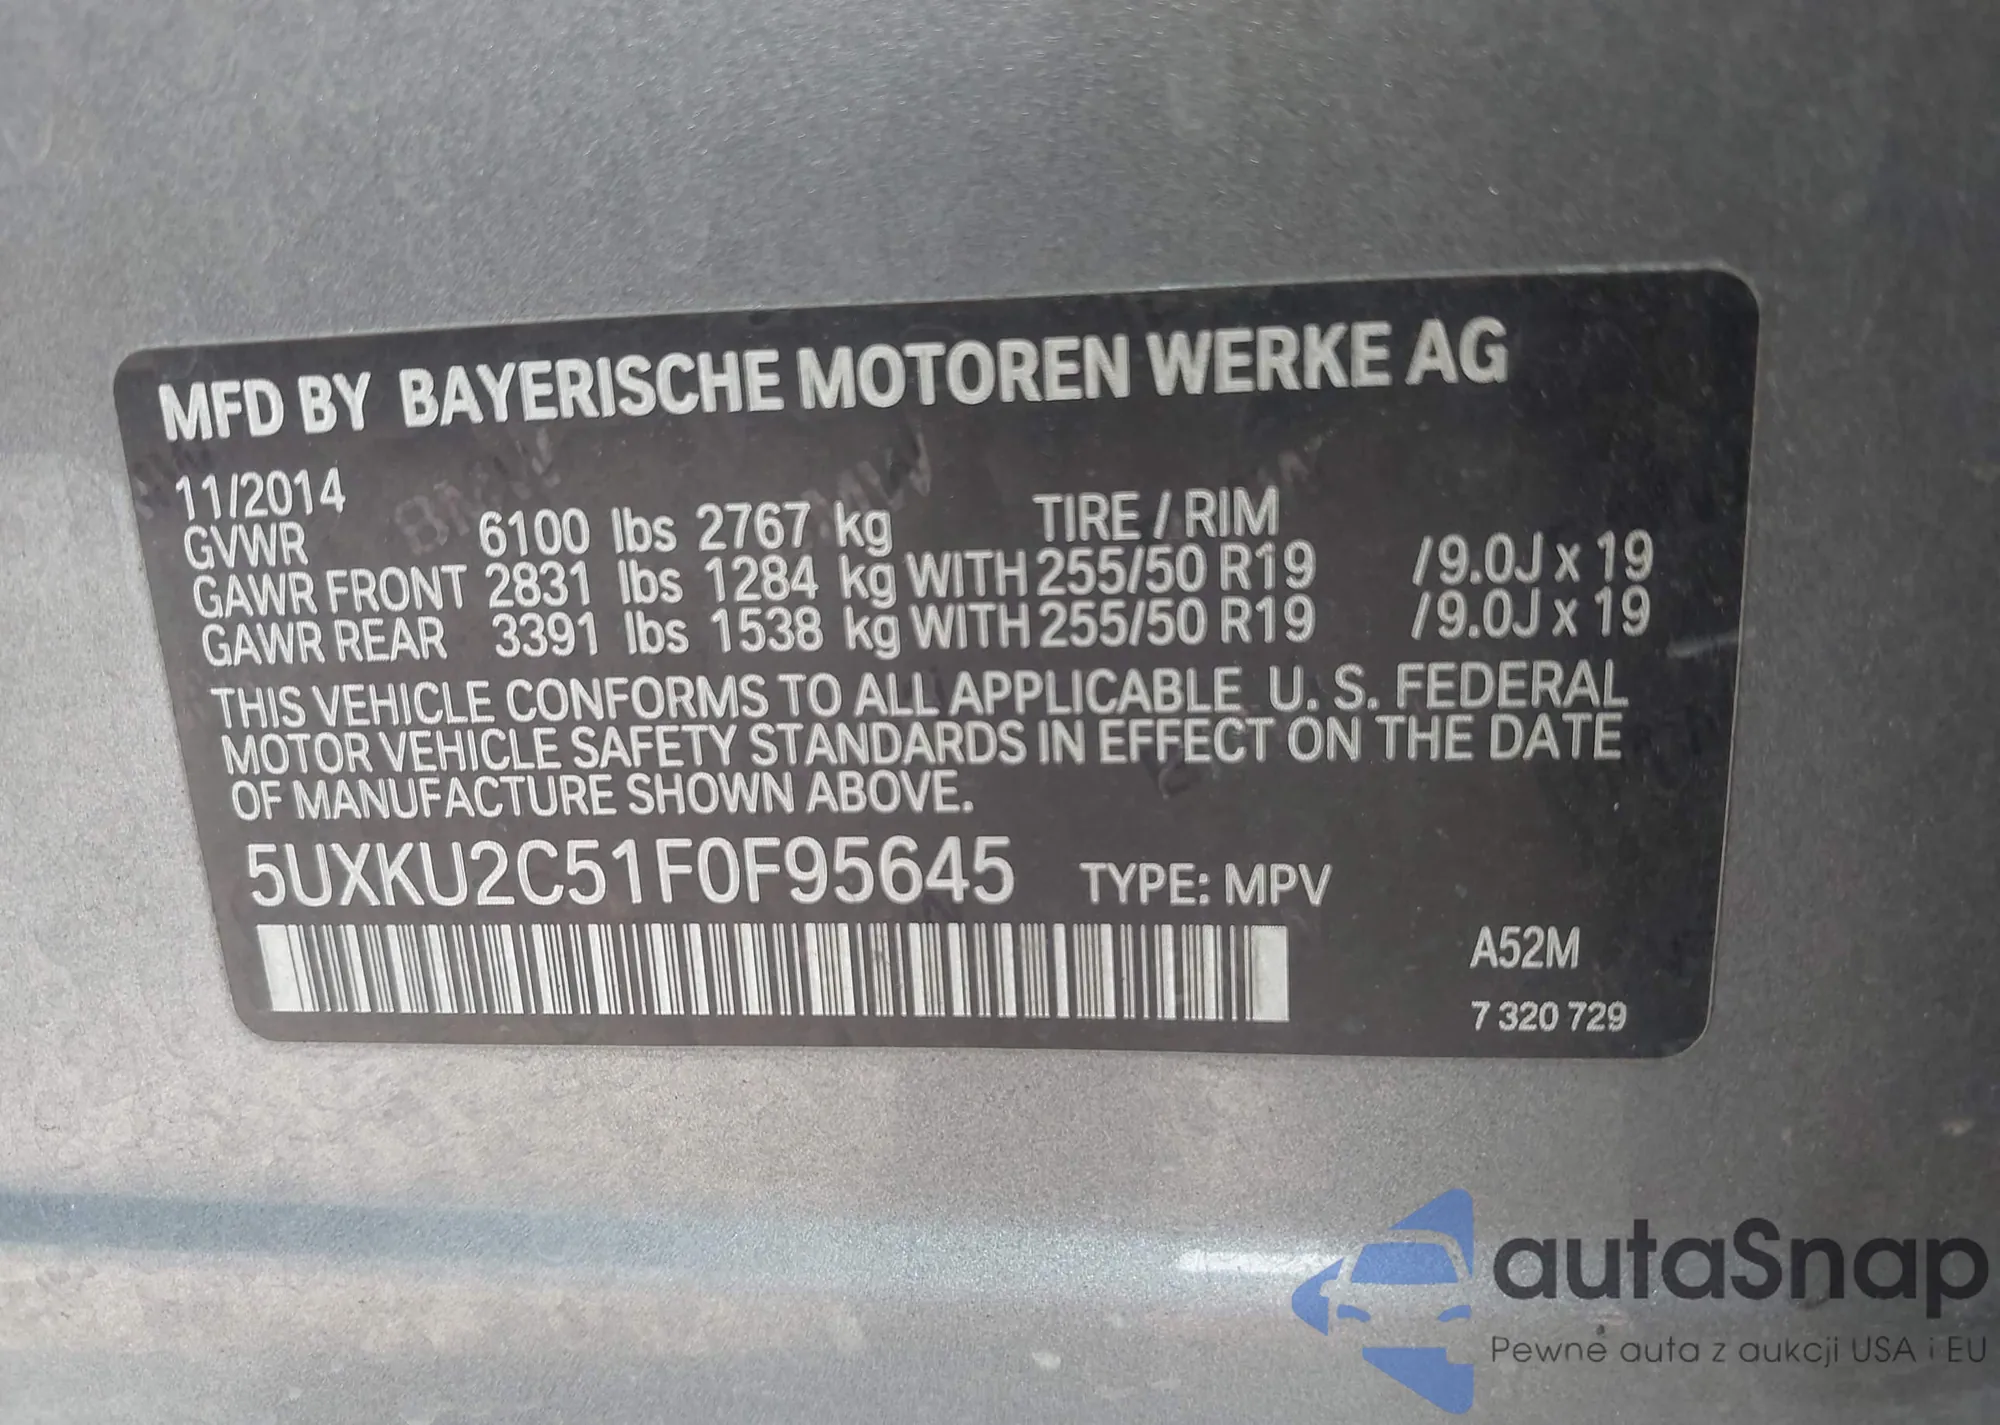 MFD BY BAYERISCHE MOTOREN WERKE AG
11/2014
GVWR 6100 lbs 2767 kg TIRE / RIM
GAWR FRONT 2831 lbs 1284 kg WITH 255/50 R19 /9.0J x 19
GAWR REAR 3391 lbs 1538 kg WITH 255/50 R19 /9.0J x 19
THIS VEHICLE CONFORMS TO ALL APPLICABLE U. S. FEDERAL
MOTOR VEHICLE SAFETY STANDARDS IN EFFECT ON THE DATE
OF MANUFACTURE SHOWN ABOVE.
5UXKU2C51F0F95645 TYPE: MPV
A52M
7 320 729
autaSnap
Pewne auta z aukcji USA i EU